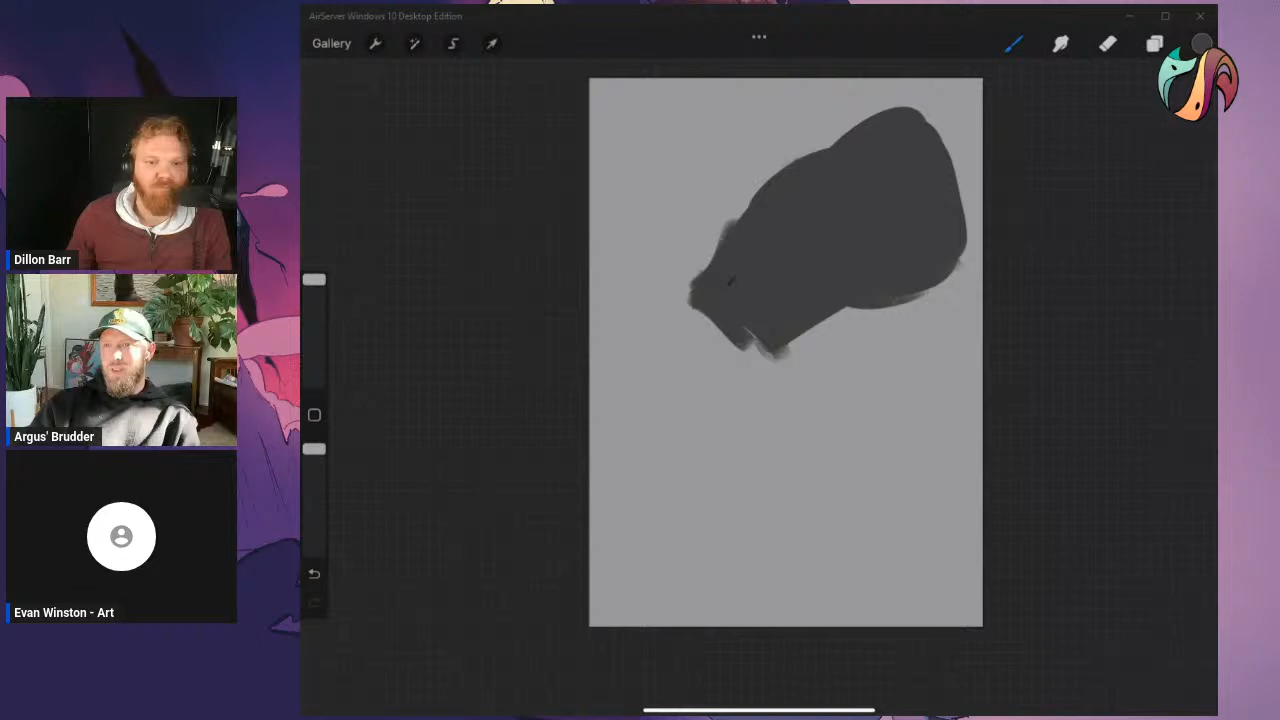 AirServer Windows 10 Desktop Edition
Gallery
Dillon Barr
Argus' Brudder
Evan Winston - Art